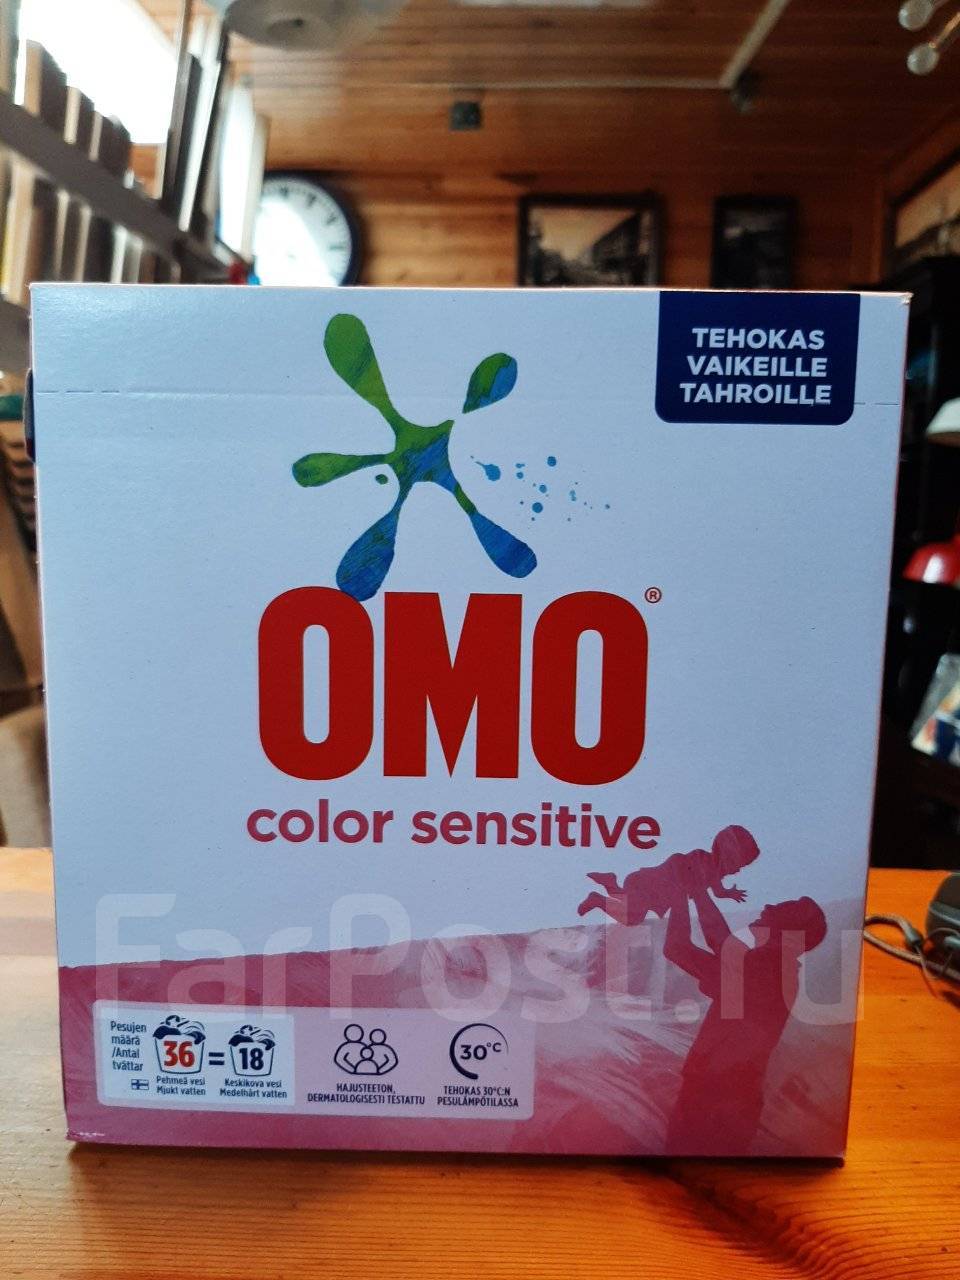 TEHOKAS
VAIKEILLE
TAHROILLE
OMO®
color sensitive
FarPost.ru
Pesujen
määrä
/Antal
tvättar
36 = 18
Pehmeä vesi
Mjukt vatten
Keskikova vesi
Medelhårt vatten
HAJUSTEETON,
DERMATOLOGISESTI TESTATTU
30°C
TEHOKAS 30°C:N
PESULÄMPÖTILASSA